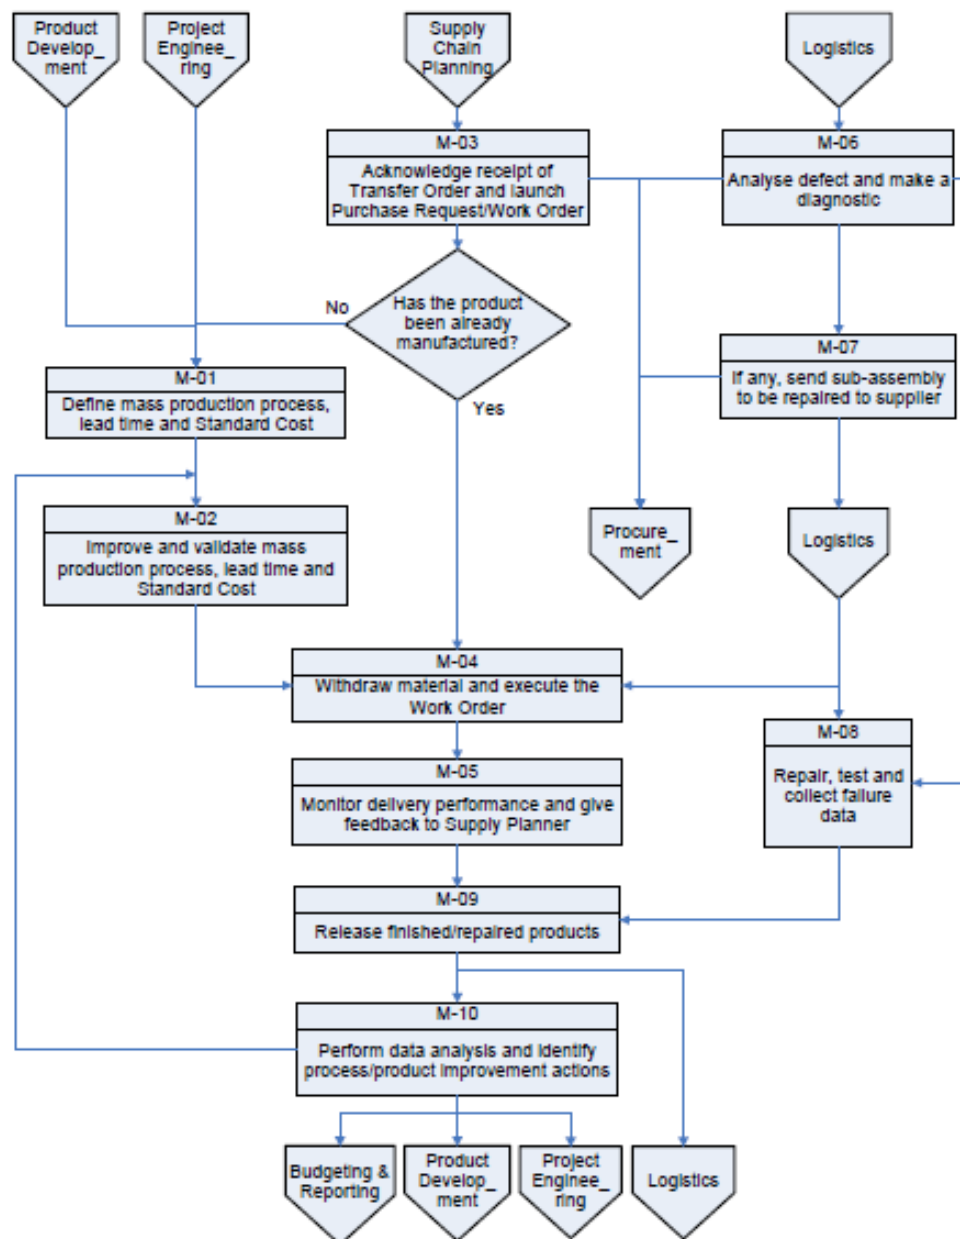 Product
Develop_
ment
Project
Enginee_
ring
Supply
Chain
Planning
Logistics
M-03
Acknowledge receipt of
Transfer Order and launch
Purchase Request/Work Order
M-06
Analyse defect and make a
diagnostic
No
Has the product
been already
manufactured?
Yes
M-07
If any, send sub-assembly
to be repaired to supplier
M-01
Define mass production process,
lead time and Standard Cost
M-02
Improve and validate mass
production process, lead time and
Standard Cost
Procure_
ment
Logistics
M-04
Withdraw material and execute the
Work Order
M-08
Repair, test and
collect failure
data
M-05
Monitor delivery performance and give
feedback to Supply Planner
M-09
Release finished/repaired products
M-10
Perform data analysis and identify
process/product improvement actions
Budgeting &
Reporting
Product
Develop_
ment
Project
Enginee_
ring
Logistics